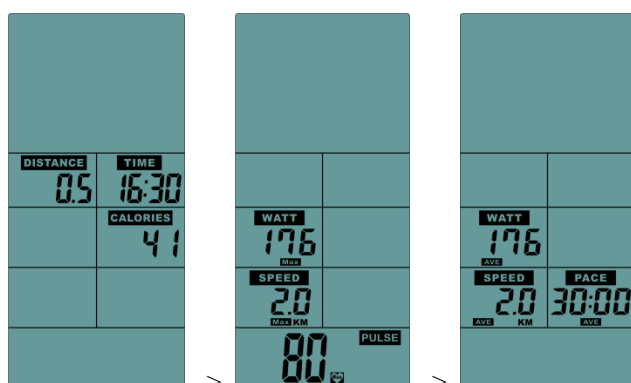 DISTANCE TIME
0.5 16:30
CALORIES
41
WATT
176
Max
SPEED
2.0
Max KM
PULSE
80
WATT
176
AVE
SPEED PACE
2.0 30:00
AVE KM AVE